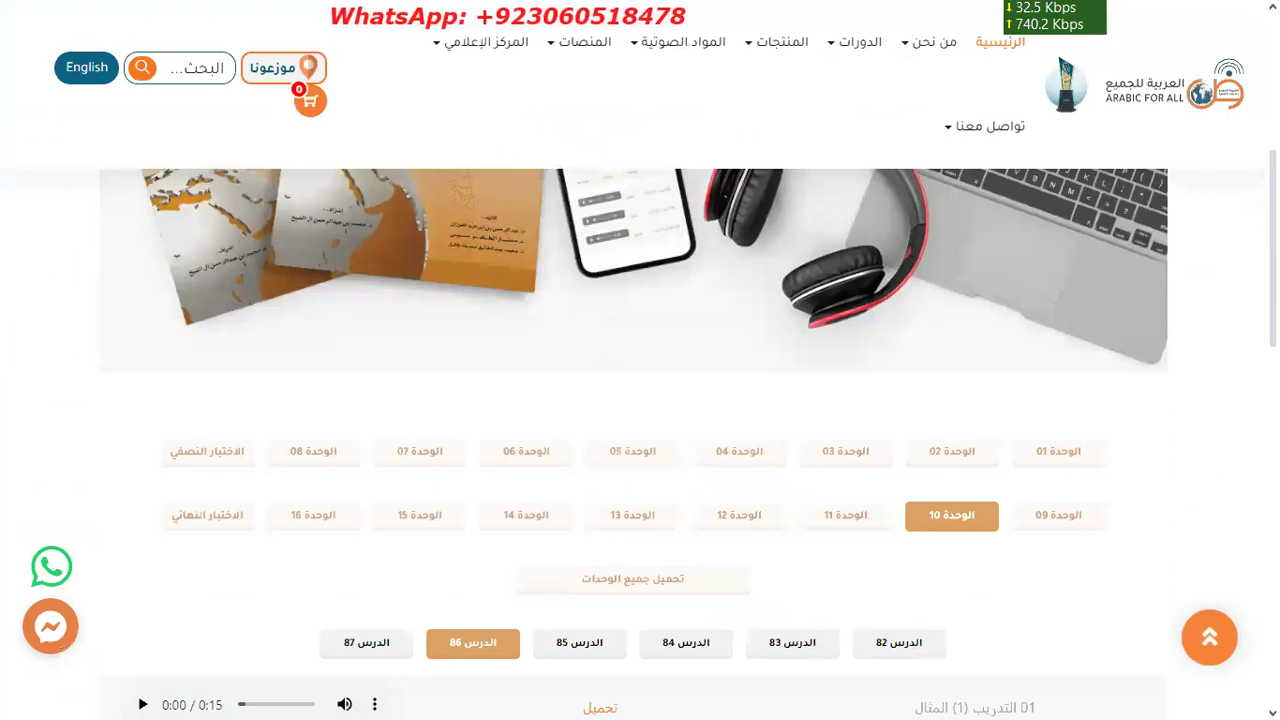 WhatsApp: +923060518478
32.5 Kbps
740.2 Kbps
الرئيسية
من نحن
الدورات
المنتجات
المواد الصوتية
المنصات
المركز الإعلامي
تواصل معنا
موزعونا
البحث...
English
0
العربية للجميع
ARABIC FOR ALL
الوحدة 01 الوحدة 02 الوحدة 03 الوحدة 04 الوحدة 05 الوحدة 06 الوحدة 07 الوحدة 08 الاختبار النصفي
الوحدة 09 الوحدة 10 الوحدة 11 الوحدة 12 الوحدة 13 الوحدة 14 الوحدة 15 الوحدة 16 الاختبار النهائي
تحميل جميع الوحدات
الدرس 82 الدرس 83 الدرس 84 الدرس 85 الدرس 86 الدرس 87
01 التدريب (1) المثال
تحميل
0:00 / 0:15